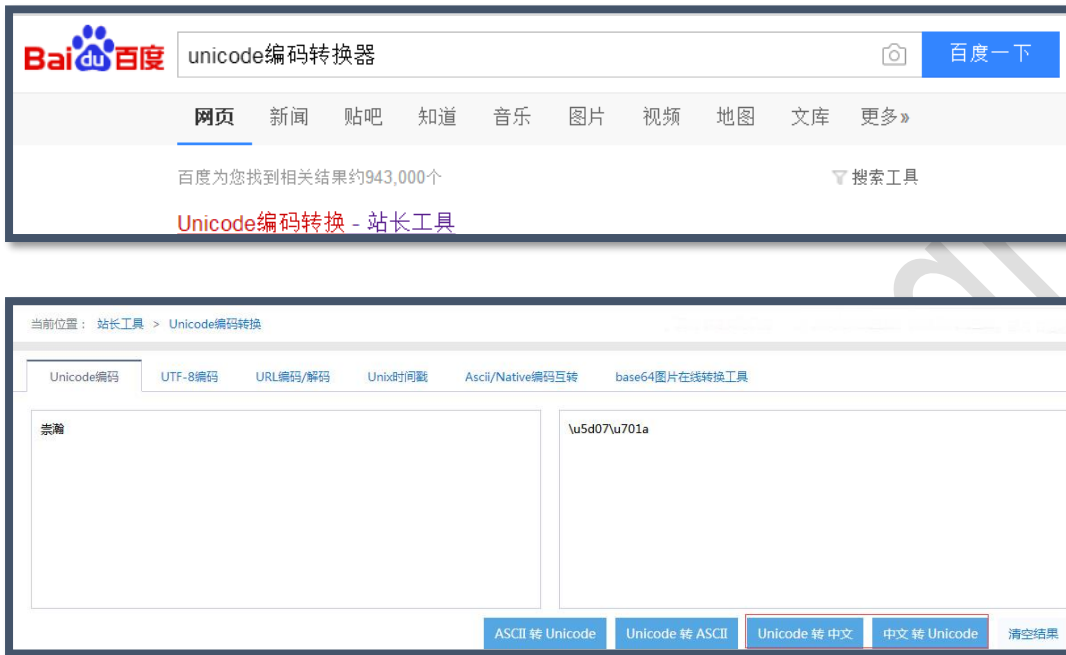 Bai du 百度 unicode编码转换器 百度一下
网页 新闻 贴吧 知道 音乐 图片 视频 地图 文库 更多»
百度为您找到相关结果约943,000个 搜索工具
Unicode编码转换 - 站长工具
当前位置： 站长工具 > Unicode编码转换
Unicode编码 UTF-8编码 URL编码/解码 Unix时间戳 Ascii/Native编码互转 base64图片在线转换工具
崇瀚 \u5d07\u701a
ASCII 转 Unicode Unicode 转 ASCII Unicode 转 中文 中文 转 Unicode 清空结果